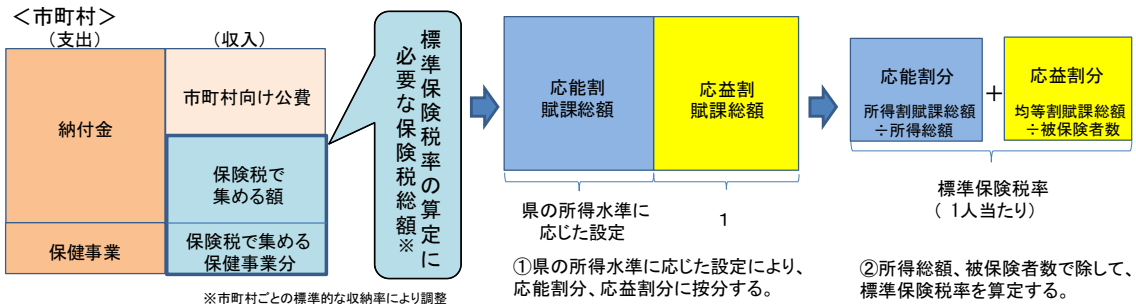 ＜市町村＞
（支出）
（収入）
納付金
市町村向け公費
保険税で
集める額
保健事業
保険税で集める
保健事業分
※市町村ごとの標準的な収納率により調整
標準保険税率の算定に
必要な保険税総額※
応能割
賦課総額
応益割
賦課総額
県の所得水準に
応じた設定
1
①県の所得水準に応じた設定により、
応能割分、応益割分に按分する。
応能割分
所得割賦課総額
÷所得総額
＋
応益割分
均等割賦課総額
÷被保険者数
標準保険税率
（ 1人当たり）
②所得総額、被保険者数で除して、
標準保険税率を算定する。